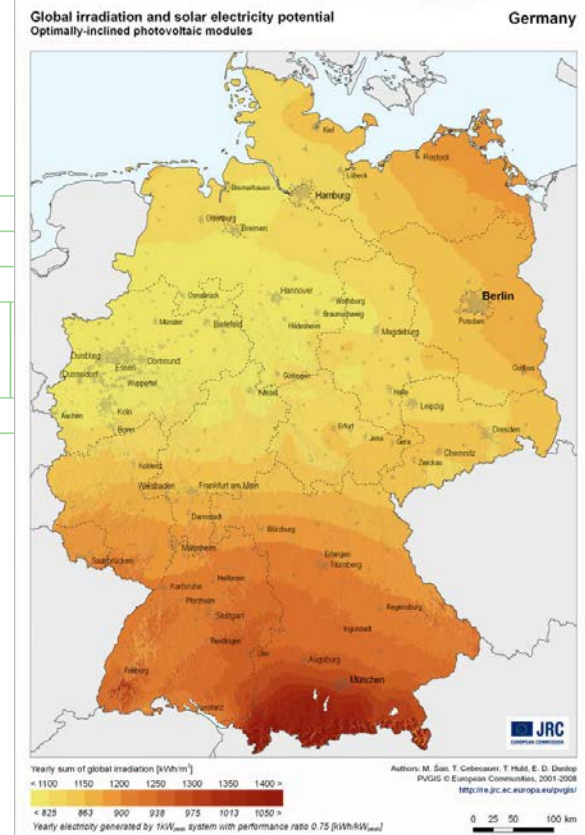 Global irradiation and solar electricity potential
Optimally-inclined photovoltaic modules
Germany
Kiel
Rostock
Lübeck
Bremerhaven
Hamburg
Oldenburg
Bremen
Berlin
Potsdam
Hannover
Wolfsburg
Braunschweig
Osnabrück
Bielefeld
Hildesheim
Magdeburg
Münster
Cottbus
Duisburg
Essen
Dortmund
Düsseldorf
Wuppertal
Göttingen
Kassel
Halle
Leipzig
Köln
Aachen
Bonn
Erfurt
Jena
Gera
Dresden
Chemnitz
Zwickau
Koblenz
Wiesbaden
Frankfurt am Main
Darmstadt
Würzburg
Saarbrücken
Mannheim
Erlangen
Nürnberg
Karlsruhe
Heilbronn
Pforzheim
Stuttgart
Regensburg
Ingolstadt
Reutlingen
Ulm
Augsburg
Freiburg
München
Konstanz
JRC
EUROPEAN COMMISSION
Yearly sum of global irradiation [kWh/m²]
< 1100 1150 1200 1250 1300 1350 1400 >
< 825 863 900 938 975 1013 1050 >
Yearly electricity generated by 1kWpeak system with performance ratio 0.75 [kWh/kWpeak]
Authors: M. Šúri, T. Cebecauer, T. Huld, E. D. Dunlop
PVGIS © European Communities, 2001-2008
http://re.jrc.ec.europa.eu/pvgis/
0 25 50 100 km